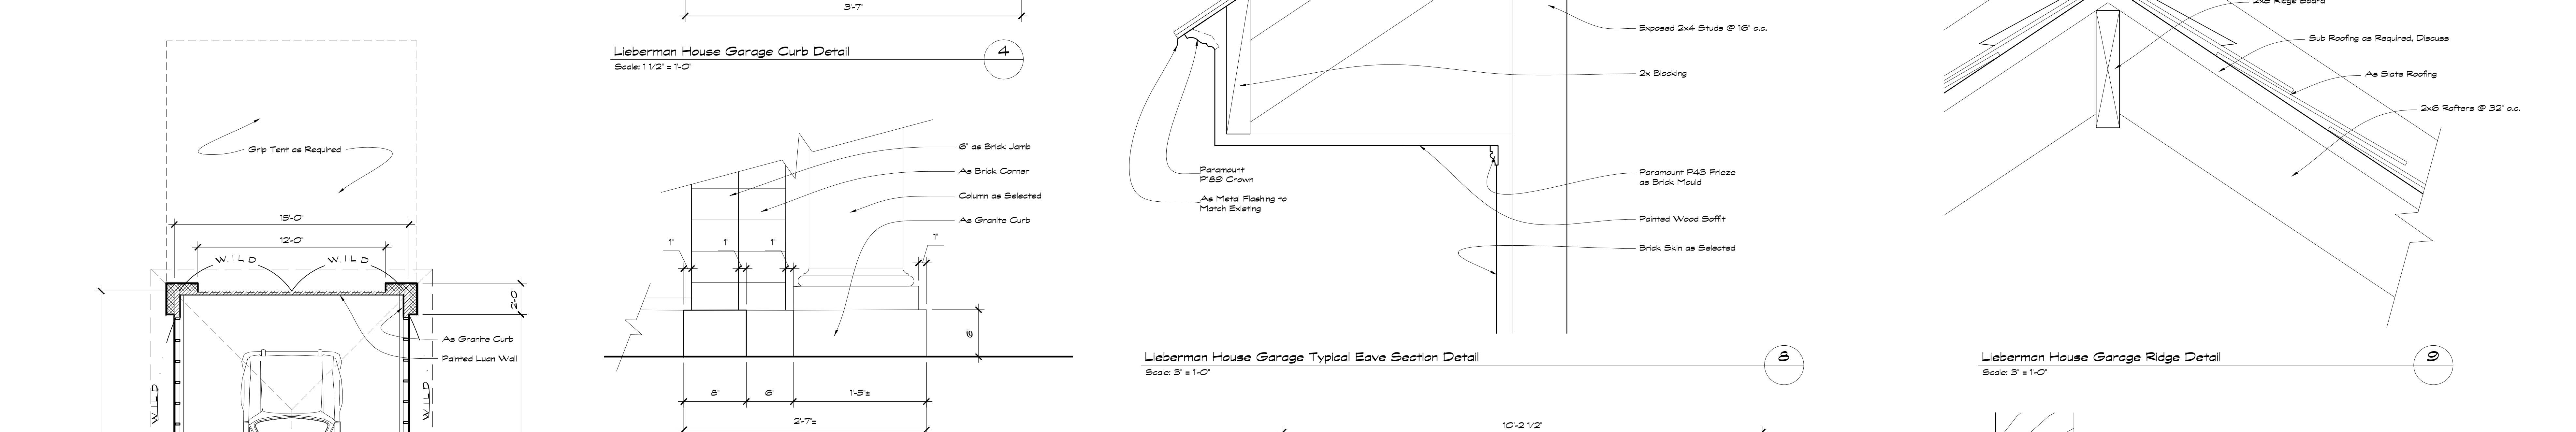 Grip Tent as Required
15'-0"
12'-0"
WILD
WILD
2'-0"
As Granite Curb
Painted Luan Wall
WILD
WILD
3'-7"
Lieberman House Garage Curb Detail
4
Scale: 1 1/2" = 1'-0"
6" as Brick Jamb
As Brick Corner
Column as Selected
As Granite Curb
1"
1"
1"
1"
6"
8"
6"
1'-5"±
2'-7"±
Exposed 2x4 Studs @ 16" o.c.
2x Blocking
Paramount
P189 Crown
As Metal Flashing to
Match Existing
Paramount P43 Frieze
as Brick Mould
Painted Wood Soffit
Brick Skin as Selected
Lieberman House Garage Typical Eave Section Detail
8
Scale: 3" = 1'-0"
10'-2 1/2"
2x6 Ridge Board
Sub Roofing as Required, Discuss
As Slate Roofing
2x6 Rafters @ 32" o.c.
Lieberman House Garage Ridge Detail
9
Scale: 3" = 1'-0"